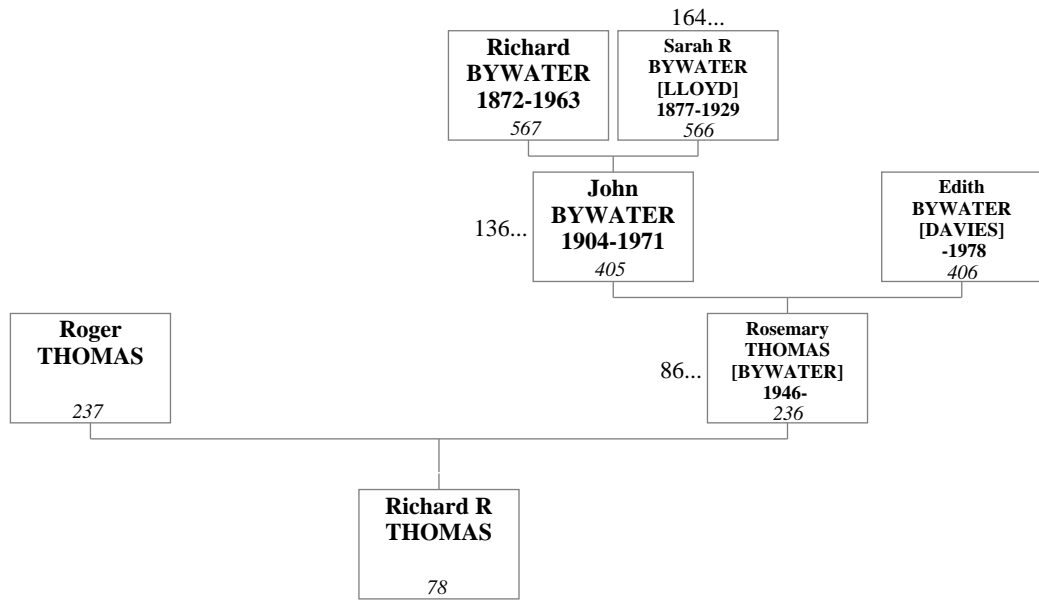 164...
Richard
BYWATER
1872-1963
567
Sarah R
BYWATER
[LLOYD]
1877-1929
566
136...
John
BYWATER
1904-1971
405
Edith
BYWATER
[DAVIES]
-1978
406
Roger
THOMAS
237
86...
Rosemary
THOMAS
[BYWATER]
1946-
236
Richard R
THOMAS
78